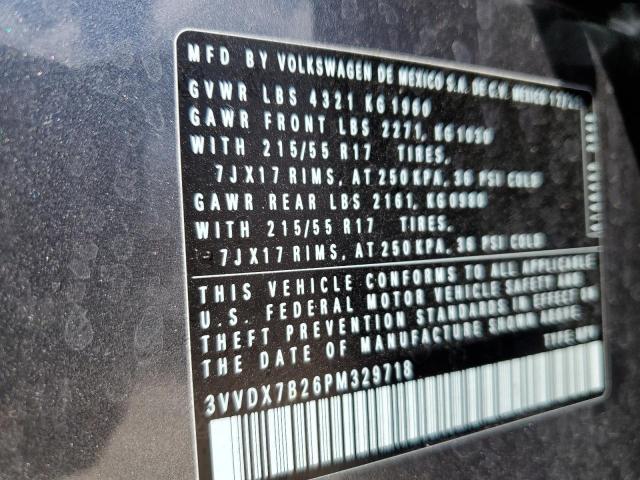 MFD BY VOLKSWAGEN DE MEXICO S.A. DE C.V. MEXICO
GVWR LBS 4321 KG 1960
GAWR FRONT LBS 2271, KG 1030
WITH 215/55 R17 TIRES,
7JX17 RIMS, AT 250 KPA, 36 PSI COLD
GAWR REAR LBS 2161, KG 0980
WITH 215/55 R17 TIRES,
7JX17 RIMS, AT 250 KPA, 36 PSI COLD
THIS VEHICLE CONFORMS TO ALL APPLICABLE
U.S. FEDERAL MOTOR VEHICLE SAFETY AND
THEFT PREVENTION STANDARDS IN EFFECT ON
THE DATE OF MANUFACTURE SHOWN ABOVE.
TYPE: MPV
3VVDX7B26PM329718